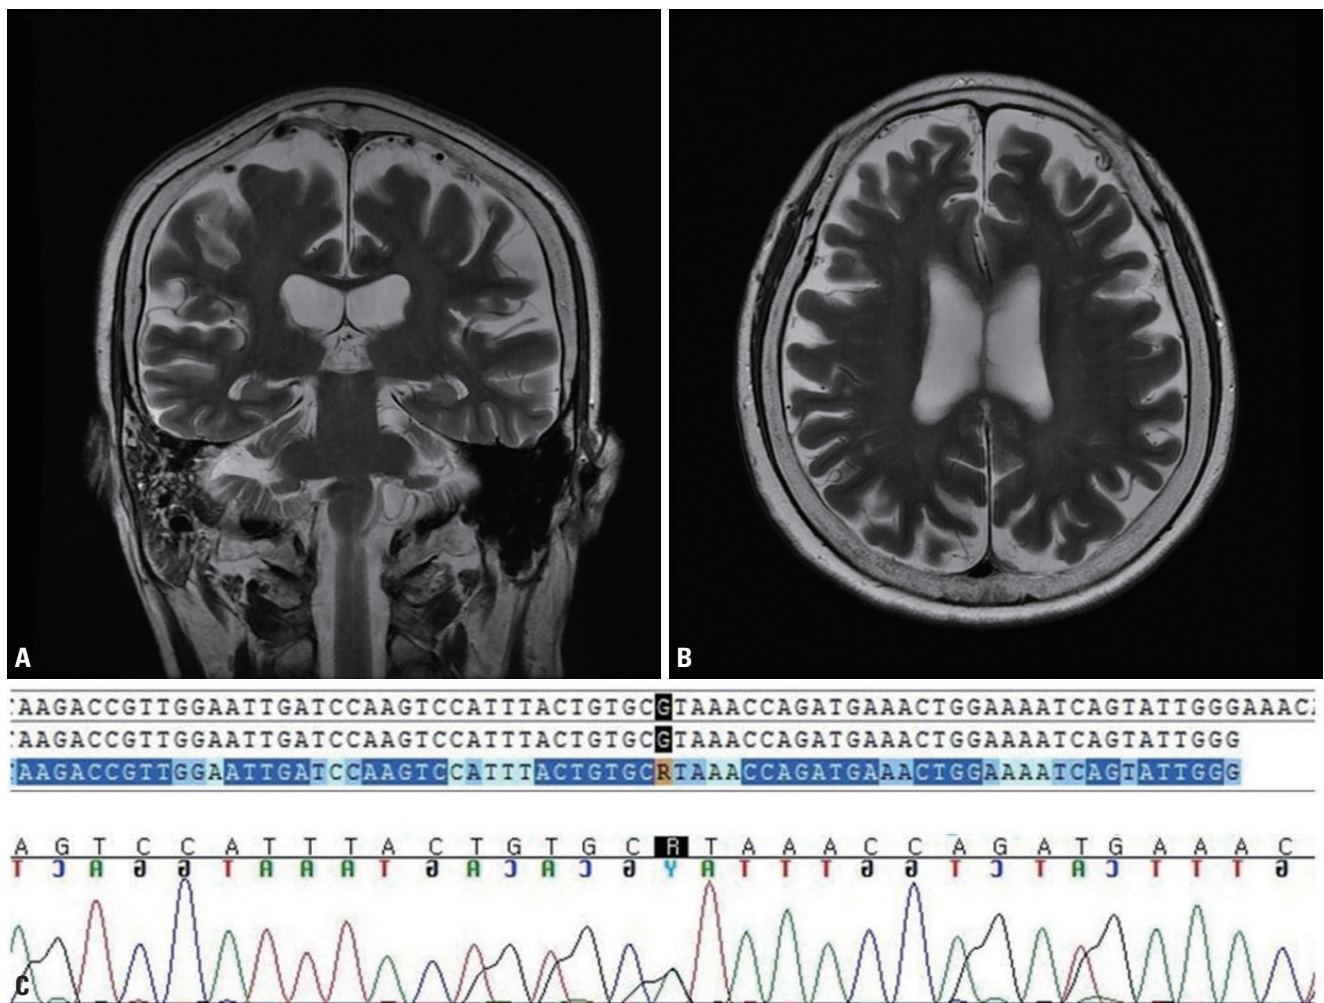 A
B
AAGACCGTTGGAATTGATCCAAGTCCATTTACTGTGCGTAAACCAGATGAAACTGGAAAATCAGTATTGGGAAAC
AAGACCGTTGGAATTGATCCAAGTCCATTTACTGTGCGTAAACCAGATGAAACTGGAAAATCAGTATTGGG
AAGACCGTTGGAATTGATCCAAGTCCATTTACTGTGCRTAAACCAGATGAAACTGGAAAATCAGTATTGGG
A G T C C A T T T A C T G T G C R T A A A C C A G A T G A A A C
T C A G G T A A A T G A C A C G Y A T T T G G T C T A C T T T G
C